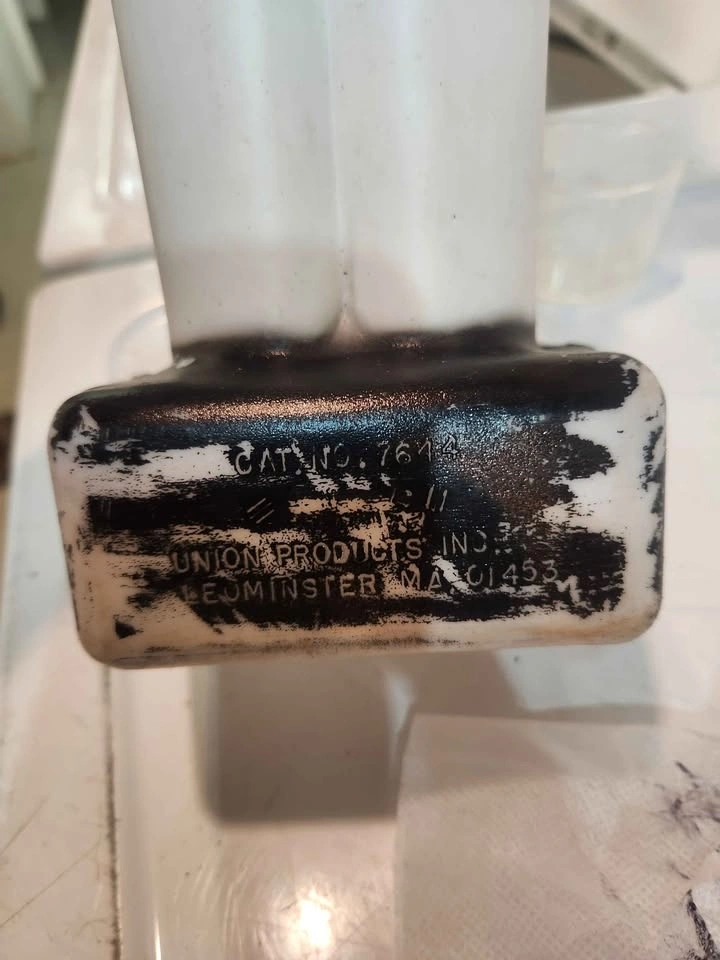 CAT. NO. 7644
UNION PRODUCTS INC.
LEOMINSTER, MA. 01453